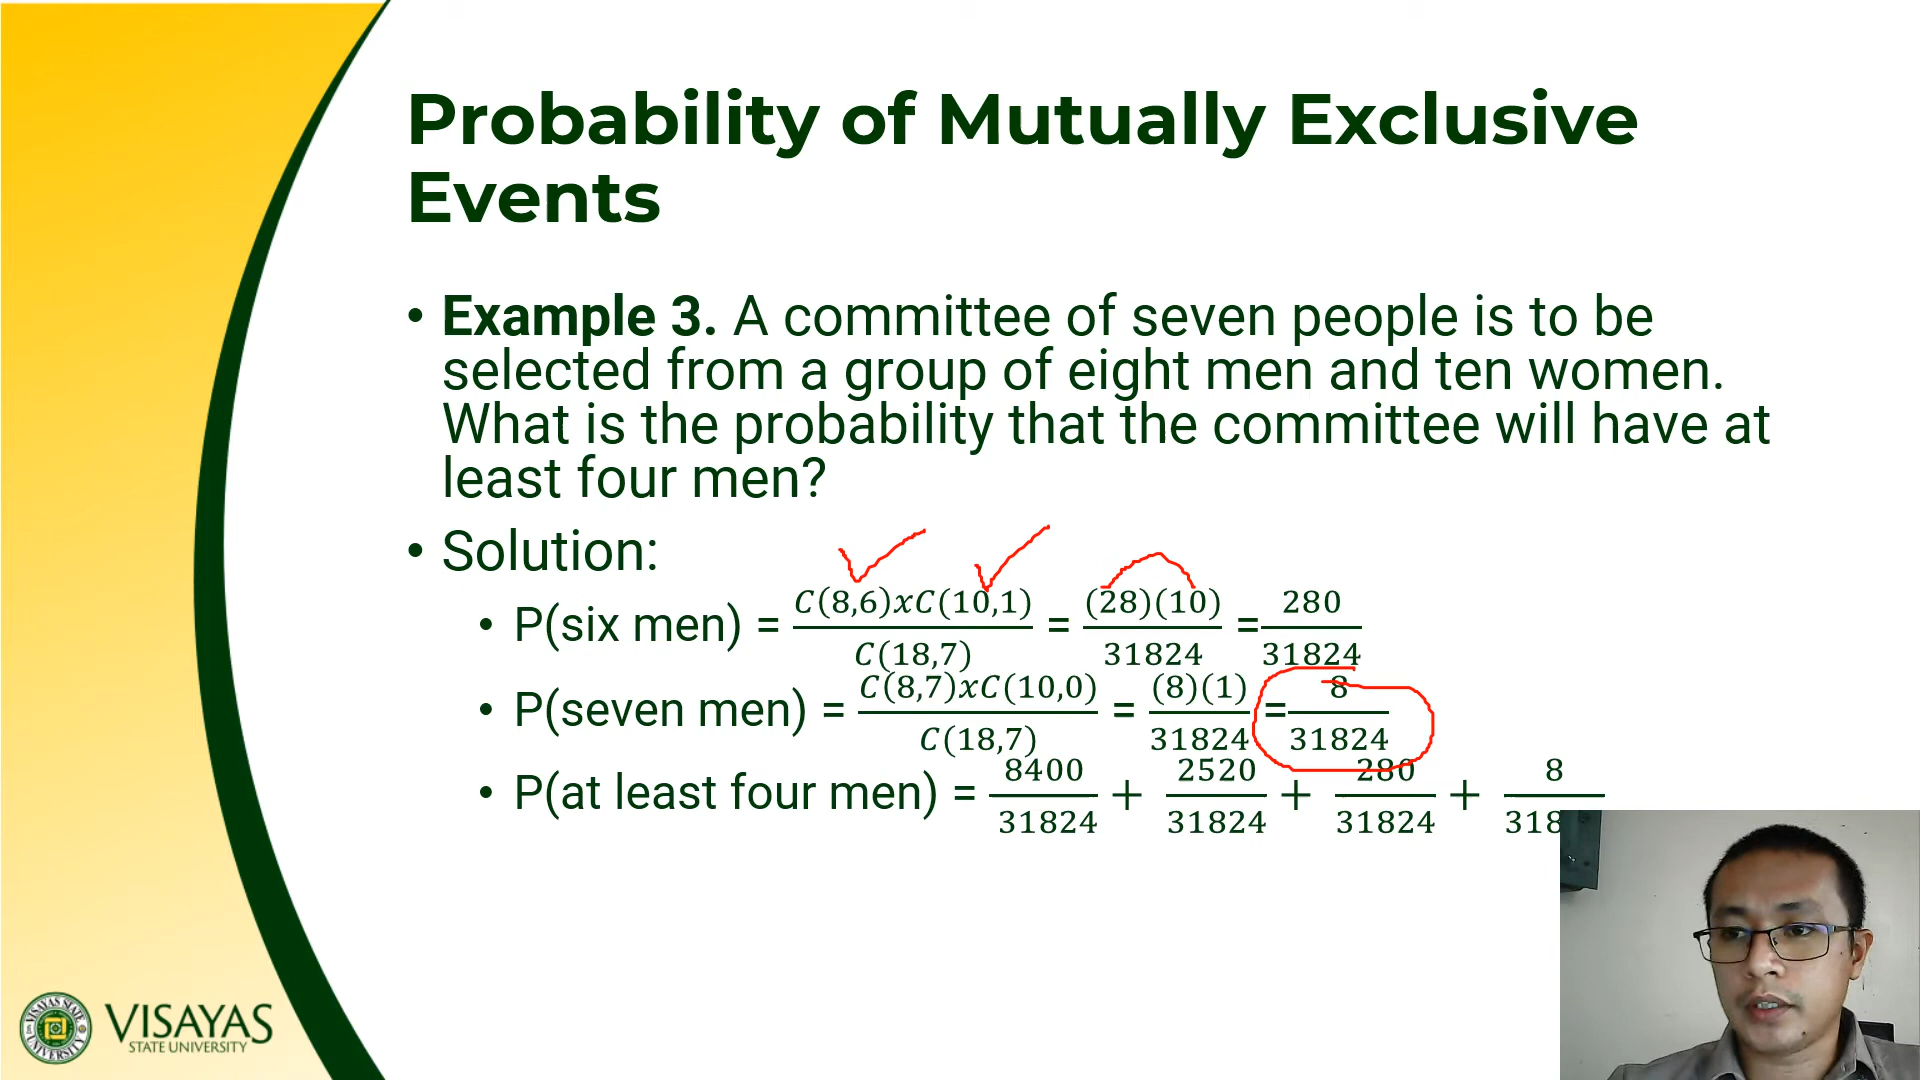 Probability of Mutually Exclusive
Events
• Example 3. A committee of seven people is to be
selected from a group of eight men and ten women.
What is the probability that the committee will have at
least four men?
• Solution:
• P(six men) = C(8,6)xC(10,1)/C(18,7) = (28)(10)/31824 = 280/31824
• P(seven men) = C(8,7)xC(10,0)/C(18,7) = (8)(1)/31824 = 8/31824
• P(at least four men) = 8400/31824 + 2520/31824 + 280/31824 + 8/318
VISAYAS
STATE UNIVERSITY
VISAYAS STATE
UNIVERSITY